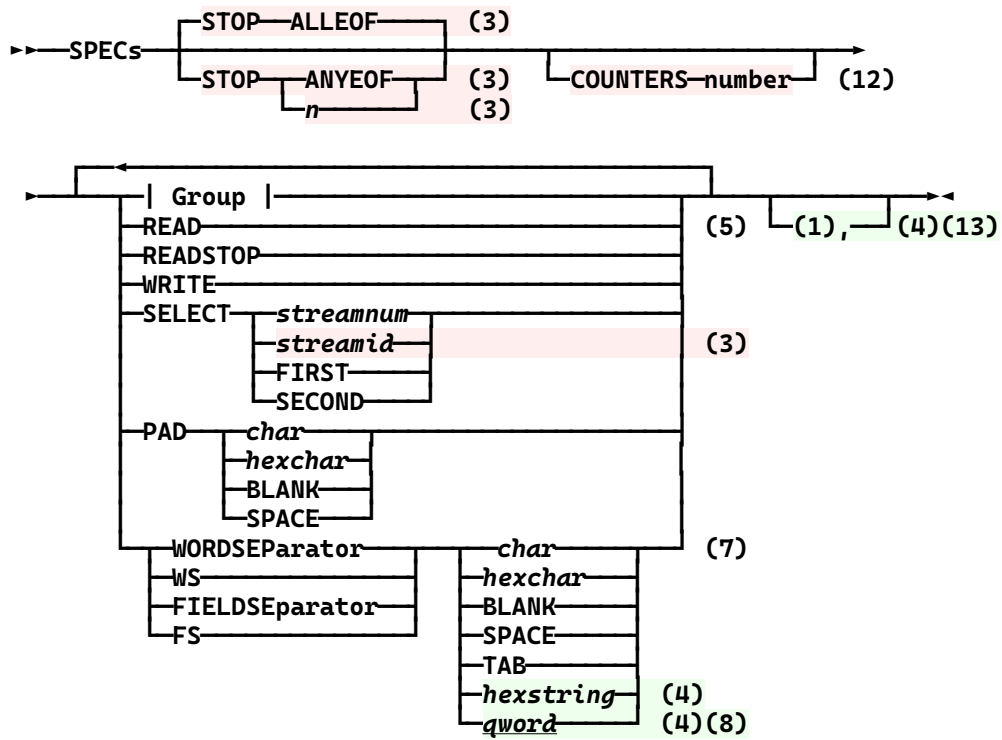 STOP ALLEOF (3)
SPECs
STOP ANYEOF (3) COUNTERS number (12)
n (3)
Group
READ (5) (1), (4)(13)
READSTOP
WRITE
SELECT streamnum
streamid (3)
FIRST
SECOND
PAD char
hexchar
BLANK
SPACE
WORDSEParator char (7)
WS hexchar
FIELDSEparator BLANK
FS SPACE
TAB
hexstring (4)
qword (4)(8)